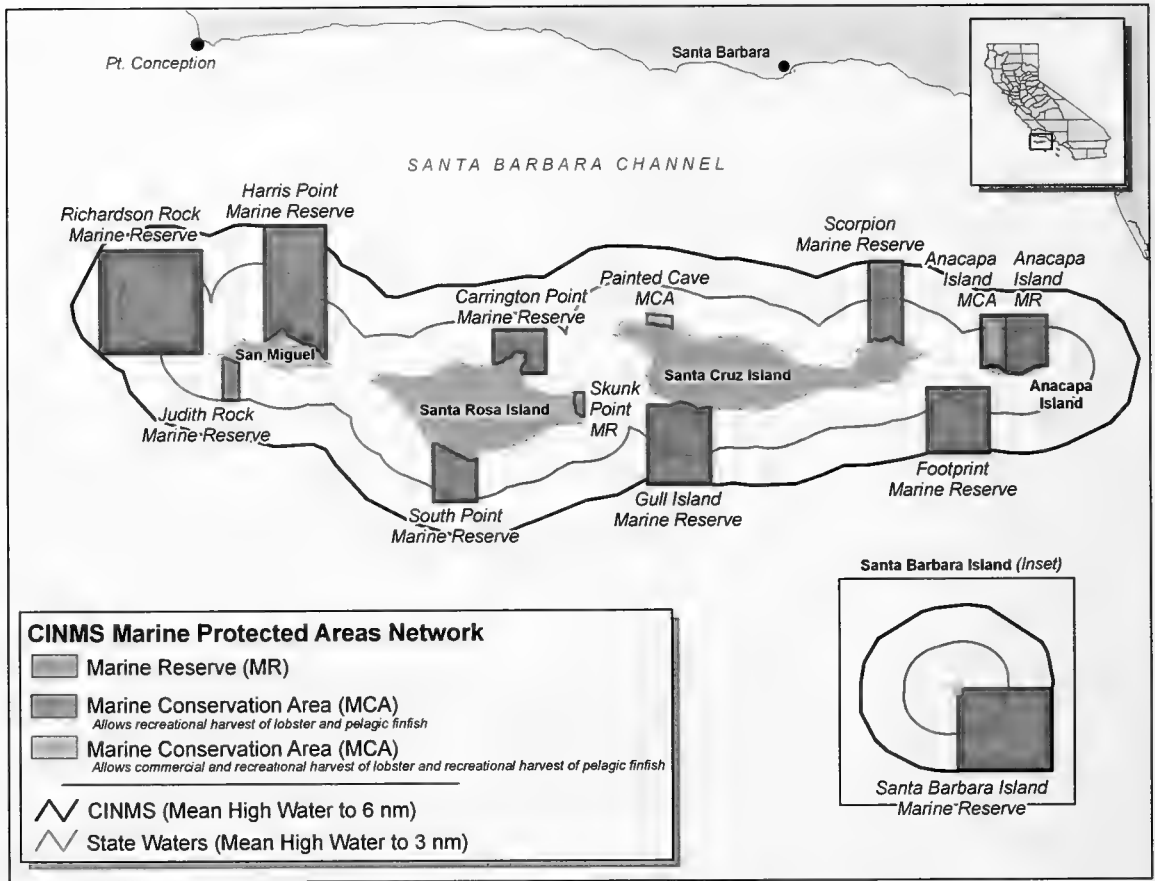 Pt. Conception
Santa Barbara
SANTA BARBARA CHANNEL
Richardson Rock
Marine Reserve
Harris Point
Marine Reserve
Scorpion
Marine Reserve
Anacapa
Island
MCA
Anacapa
Island
MR
Painted Cave
MCA
Carrington Point
Marine Reserve
San Miguel
Santa Cruz Island
Santa Rosa Island
Skunk
Point
MR
Anacapa
Island
Judith Rock
Marine Reserve
South Point
Marine Reserve
Gull Island
Marine Reserve
Footprint
Marine Reserve
Santa Barbara Island (Inset)
Santa Barbara Island
Marine Reserve
CINMS Marine Protected Areas Network
Marine Reserve (MR)
Marine Conservation Area (MCA)
Allows recreational harvest of lobster and pelagic finfish
Marine Conservation Area (MCA)
Allows commercial and recreational harvest of lobster and recreational harvest of pelagic finfish
CINMS (Mean High Water to 6 nm)
State Waters (Mean High Water to 3 nm)